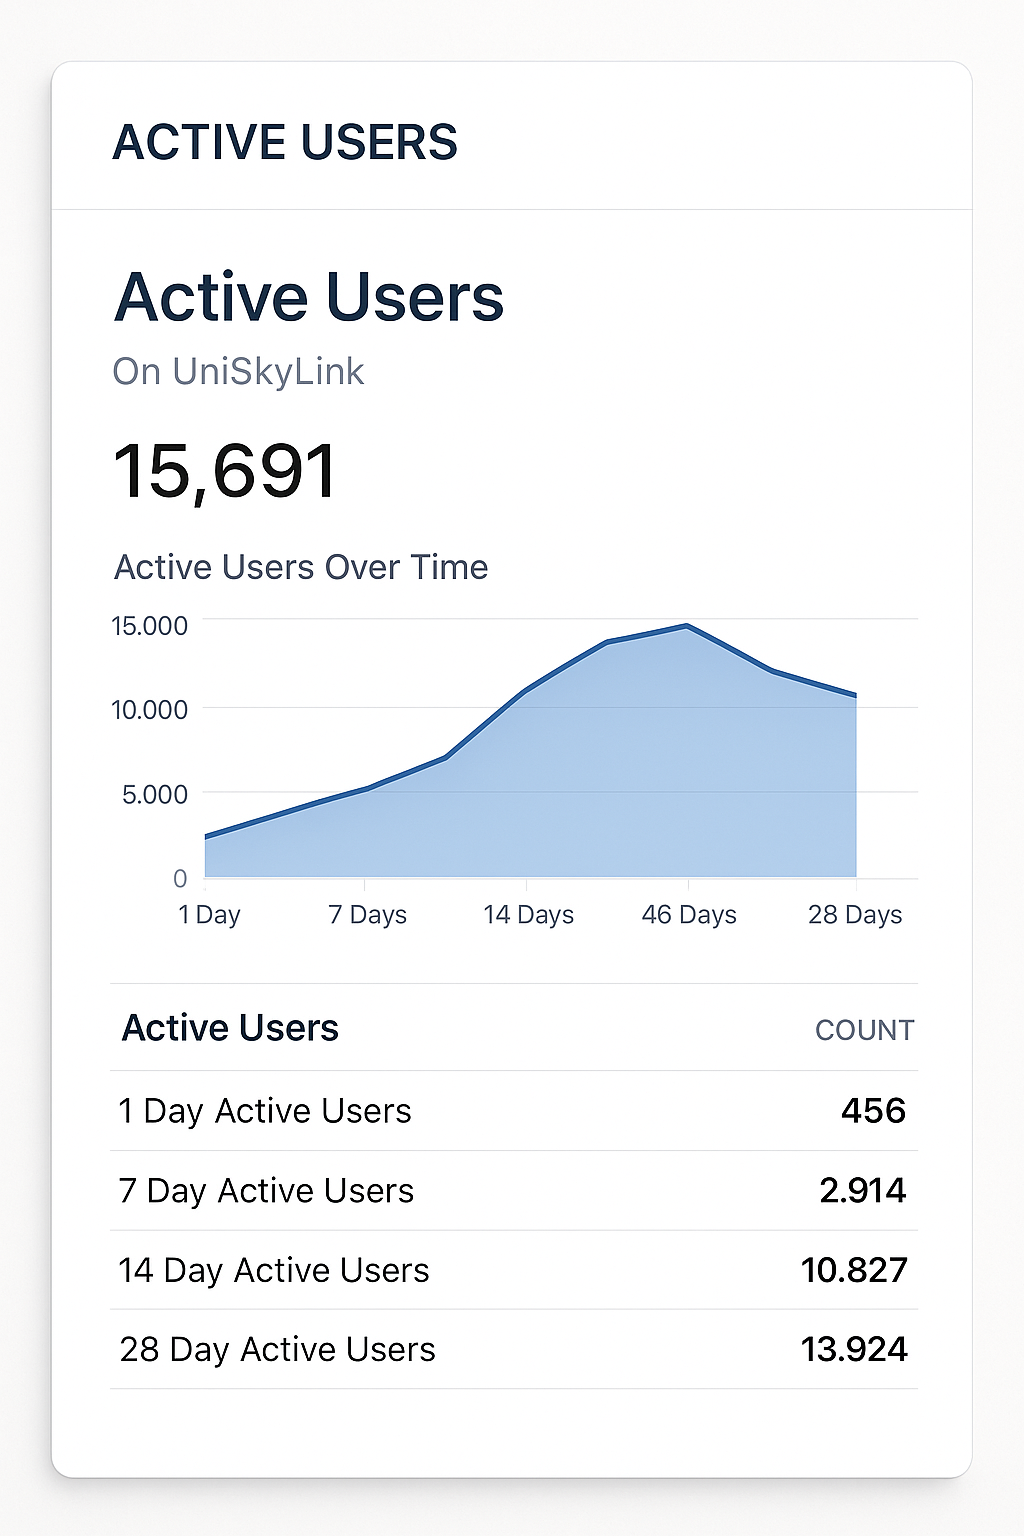 ACTIVE USERS
Active Users
On UniSkyLink
15,691
Active Users Over Time
15.000
10.000
5.000
0
1 Day 7 Days 14 Days 46 Days 28 Days
Active Users COUNT
1 Day Active Users 456
7 Day Active Users 2.914
14 Day Active Users 10.827
28 Day Active Users 13.924